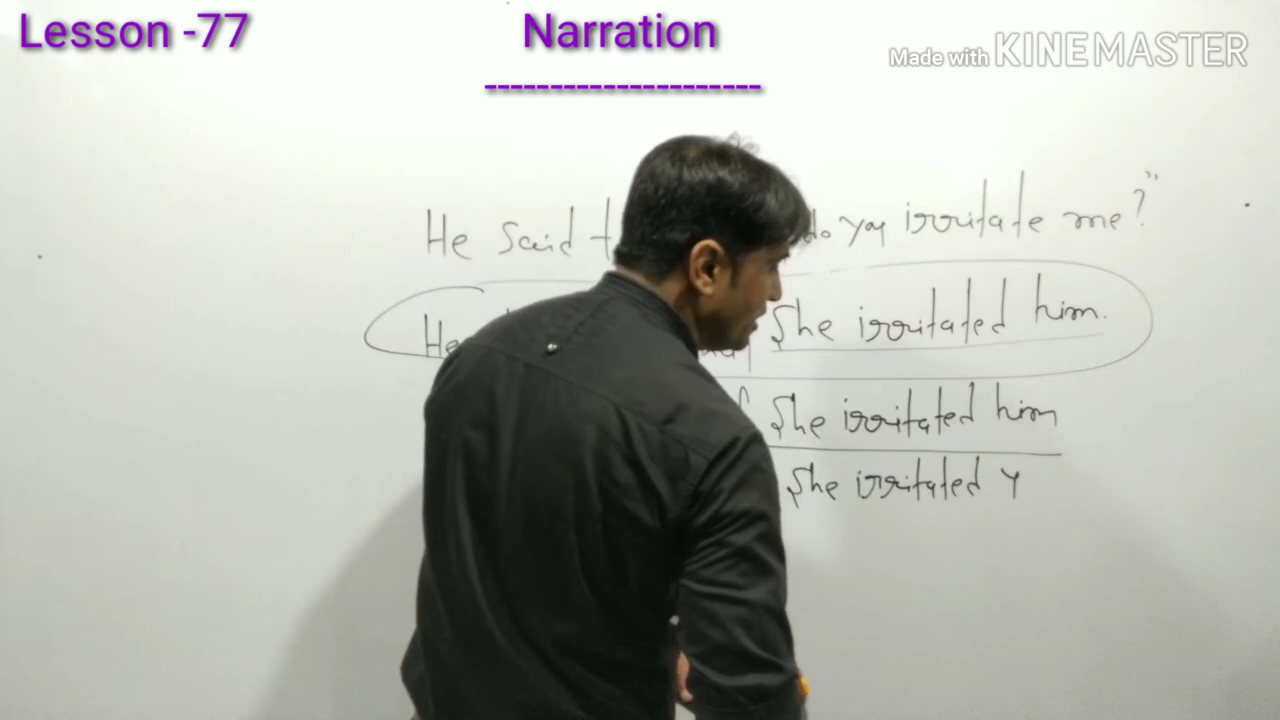 Lesson -77 Narration
Made with KINEMASTER
He said t do you irritate me?"
He she irritated him.
she irritated him
she irritated y